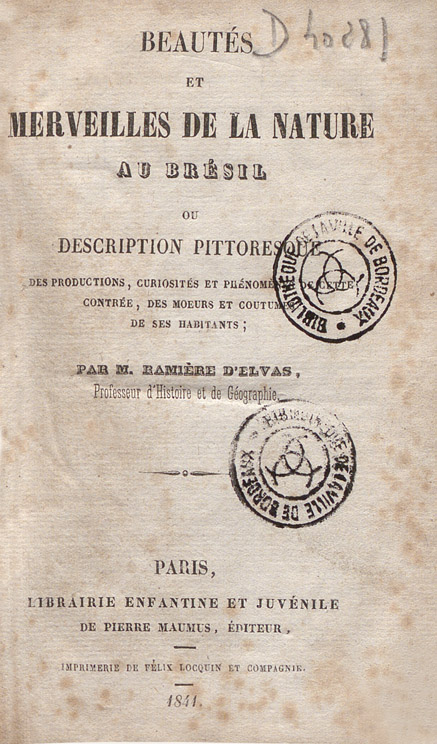 BEAUTÉS
D 40281
ET
MERVEILLES DE LA NATURE
AU BRÉSIL
OU
DESCRIPTION PITTORESQUE
DES PRODUCTIONS, CURIOSITÉS ET PHÉNOMÈNES DE CETTE
CONTRÉE, DES MOEURS ET COUTUMES
DE SES HABITANTS;
BIBLIOTHÈQUE DE LA VILLE DE BORDEAUX
PAR M. RAMIÈRE D'ELVAS,
Professeur d'Histoire et de Géographie.
BIBLIOTHÈQUE DE LA VILLE DE BORDEAUX
PARIS,
LIBRAIRIE ENFANTINE ET JUVÉNILE
DE PIERRE MAUMUS, ÉDITEUR,
IMPRIMERIE DE FÉLIX LOCQUIN ET COMPAGNIE.
1841.